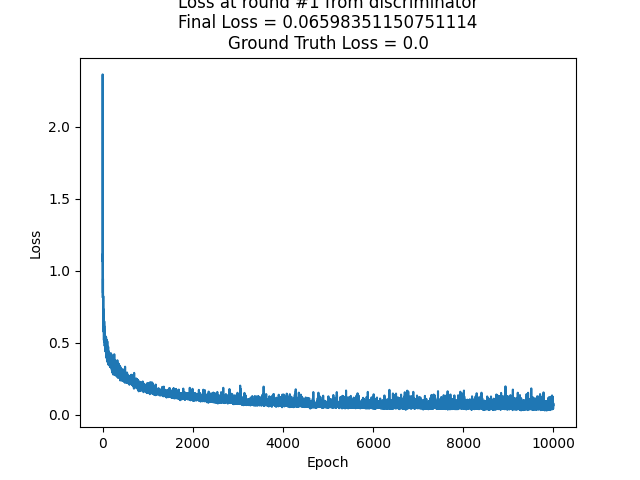 Loss at round #1 from discriminator
Final Loss = 0.06598351150751114
Ground Truth Loss = 0.0
2.0
1.5
1.0
0.5
0.0
Loss
0
2000
4000
6000
8000
10000
Epoch